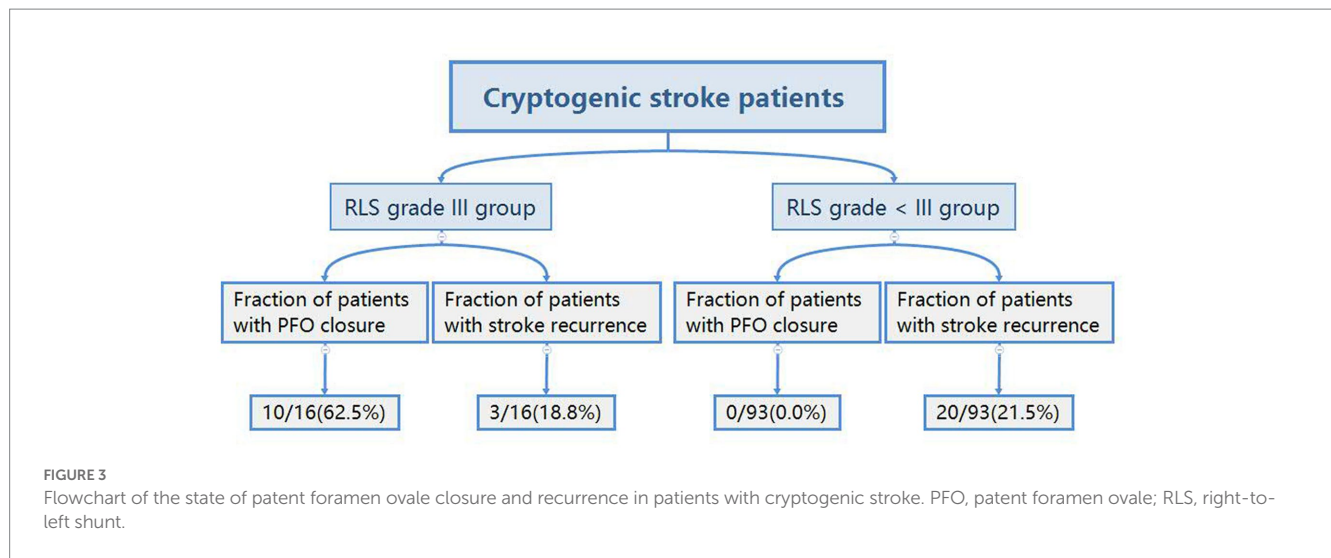 Cryptogenic stroke patients
RLS grade III group
RLS grade < III group
Fraction of patients
with PFO closure
Fraction of patients
with stroke recurrence
Fraction of patients
with PFO closure
Fraction of patients
with stroke recurrence
10/16(62.5%)
3/16(18.8%)
0/93(0.0%)
20/93(21.5%)
FIGURE 3
Flowchart of the state of patent foramen ovale closure and recurrence in patients with cryptogenic stroke. PFO, patent foramen ovale; RLS, right-to-
left shunt.